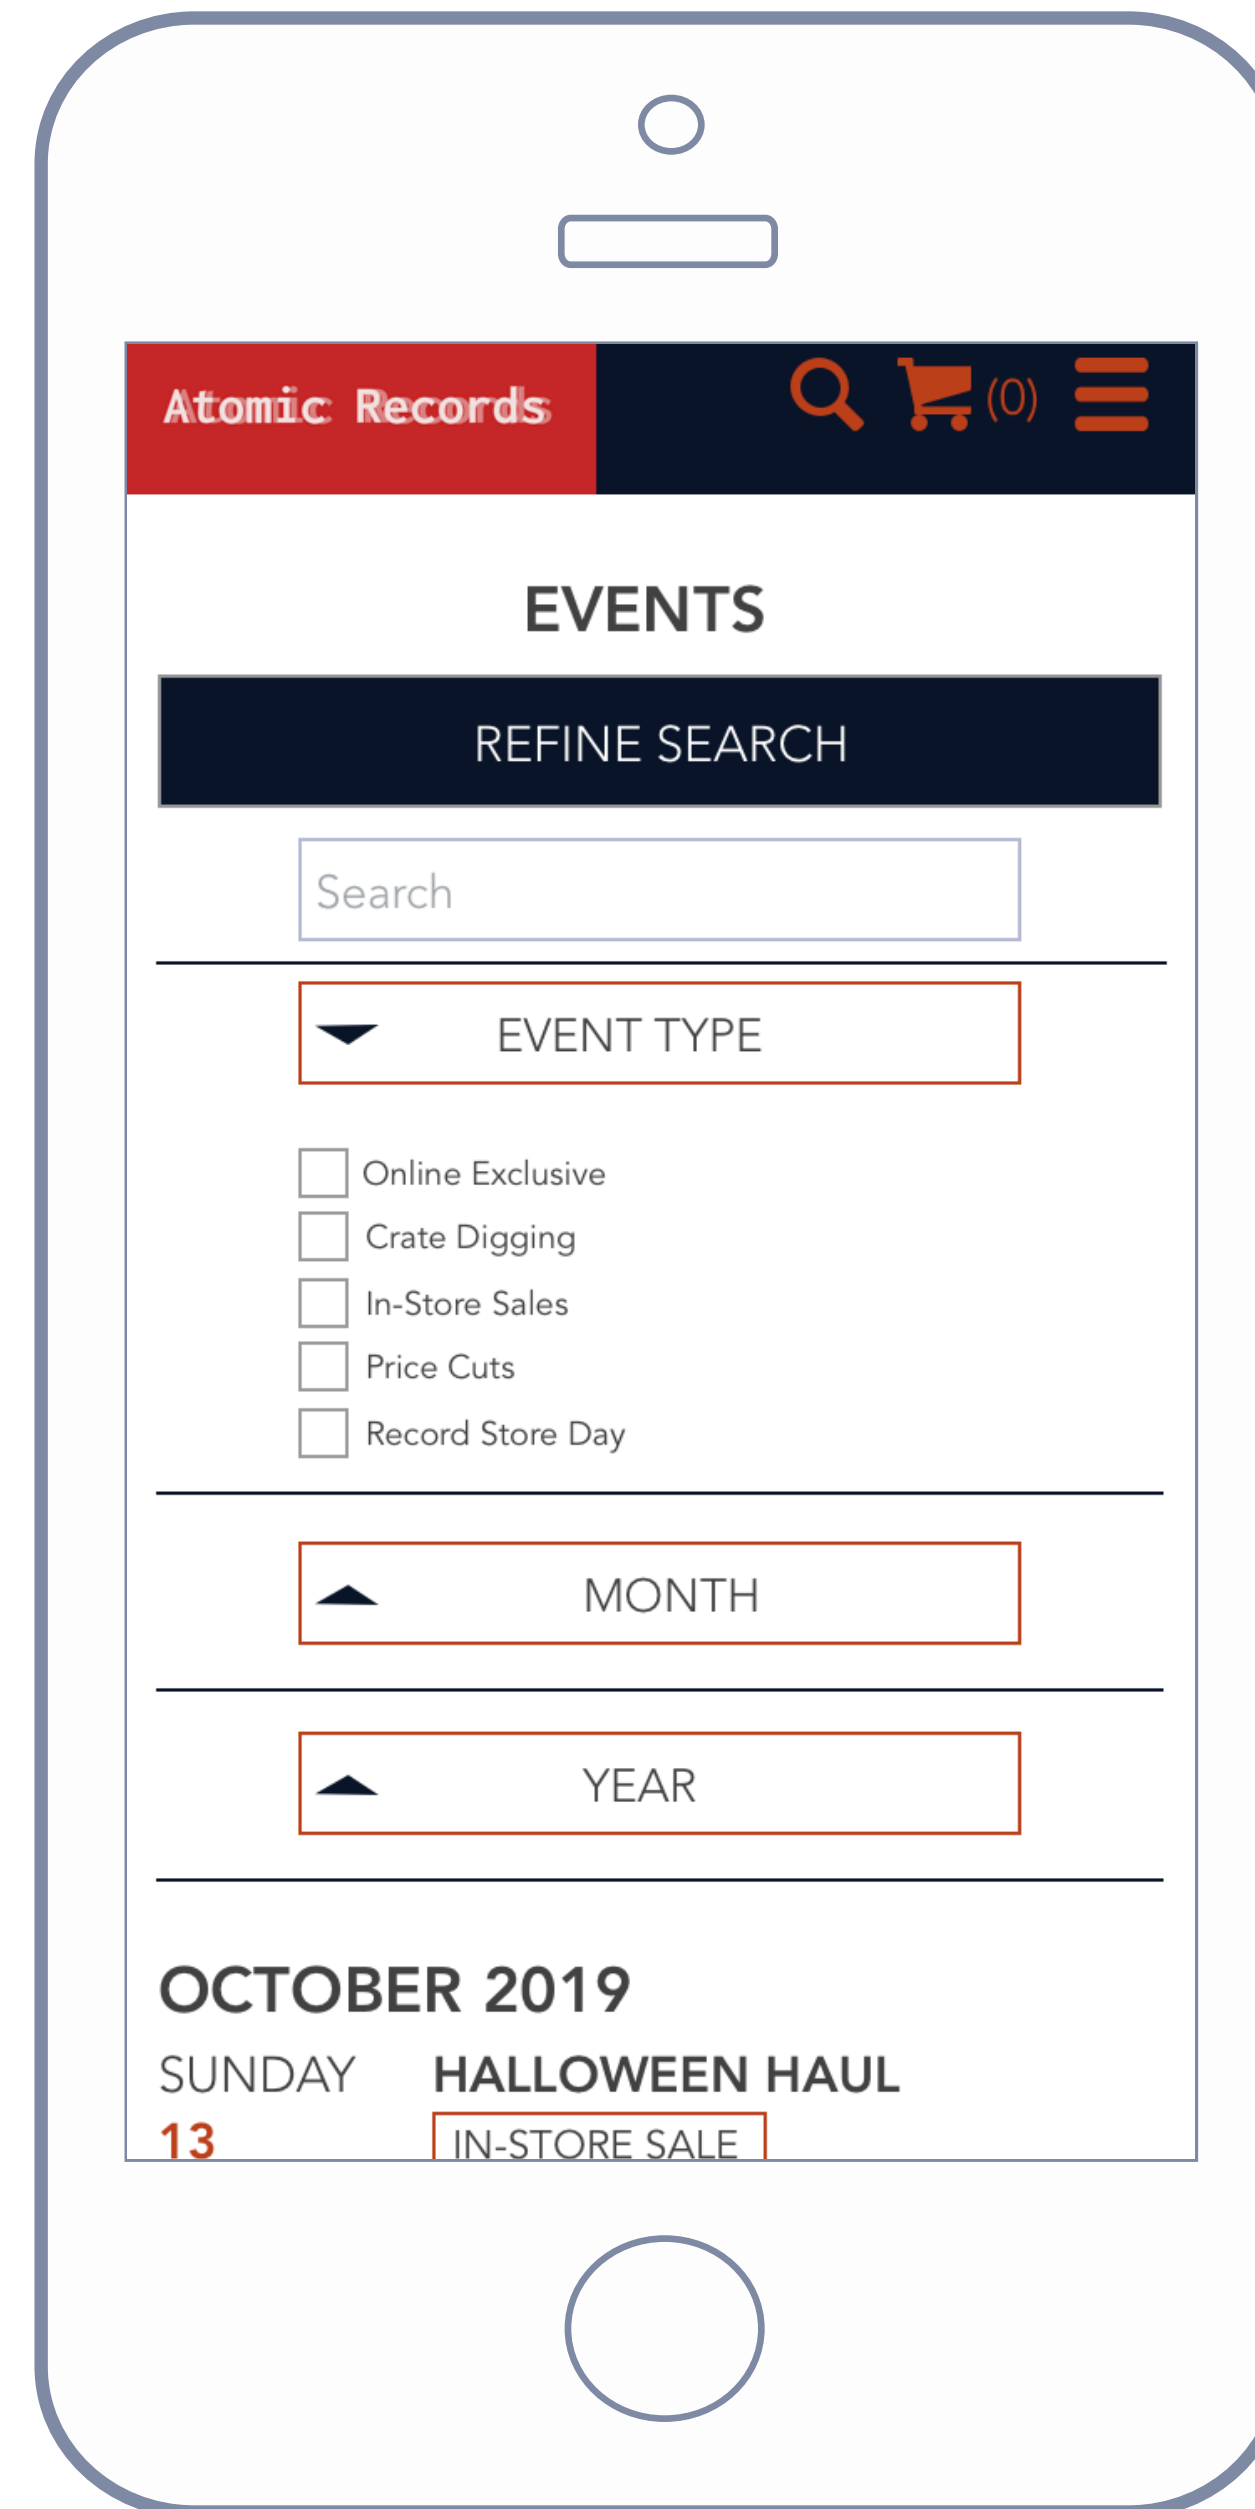 Atomic Records
(0)
EVENTS
REFINE SEARCH
Search
EVENT TYPE
Online Exclusive
Crate Digging
In-Store Sales
Price Cuts
Record Store Day
MONTH
YEAR
OCTOBER 2019
SUNDAY HALLOWEEN HAUL
13 IN-STORE SALE